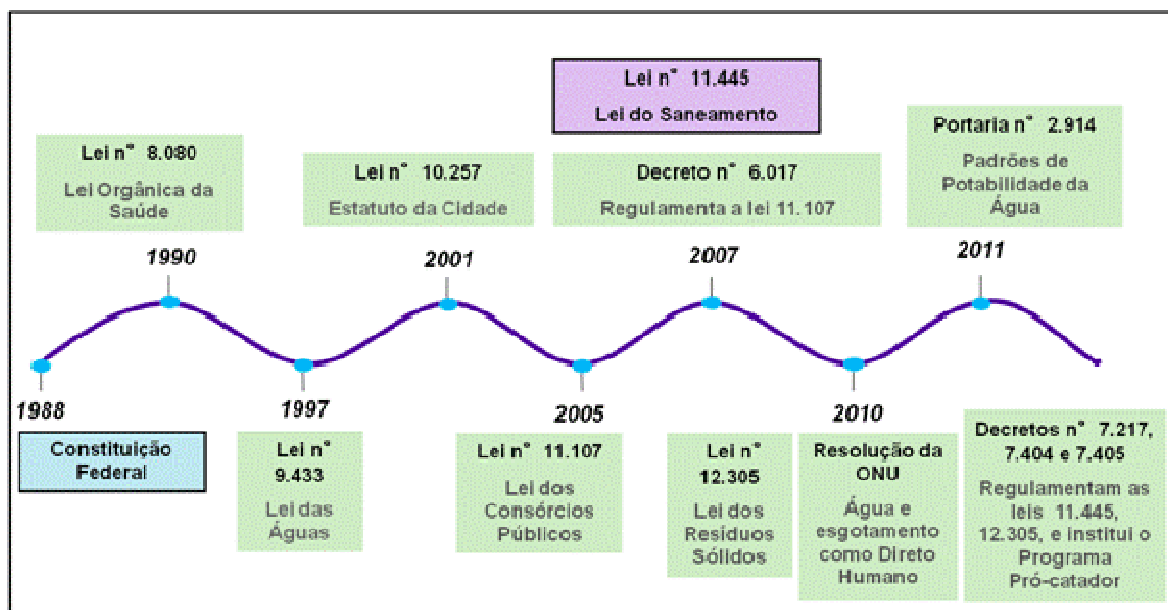 Lei n° 11.445
Lei do Saneamento
Lei n° 8.080
Lei Orgânica da
Saúde
Lei n° 10.257
Estatuto da Cidade
Decreto n° 6.017
Regulamenta a lei 11.107
Portaria n° 2.914
Padrões de
Potabilidade da
Água
1990
2001
2007
2011
1988
1997
2005
2010
Constituição
Federal
Lei n°
9.433
Lei das
Águas
Lei n° 11.107
Lei dos
Consórcios
Públicos
Lei n°
12.305
Lei dos
Resíduos
Sólidos
Resolução da
ONU
Água e
esgotamento
como Direto
Humano
Decretos n° 7.217,
7.404 e 7.405
Regulamentam as
leis 11.445,
12.305, e institui o
Programa
Pró-catador